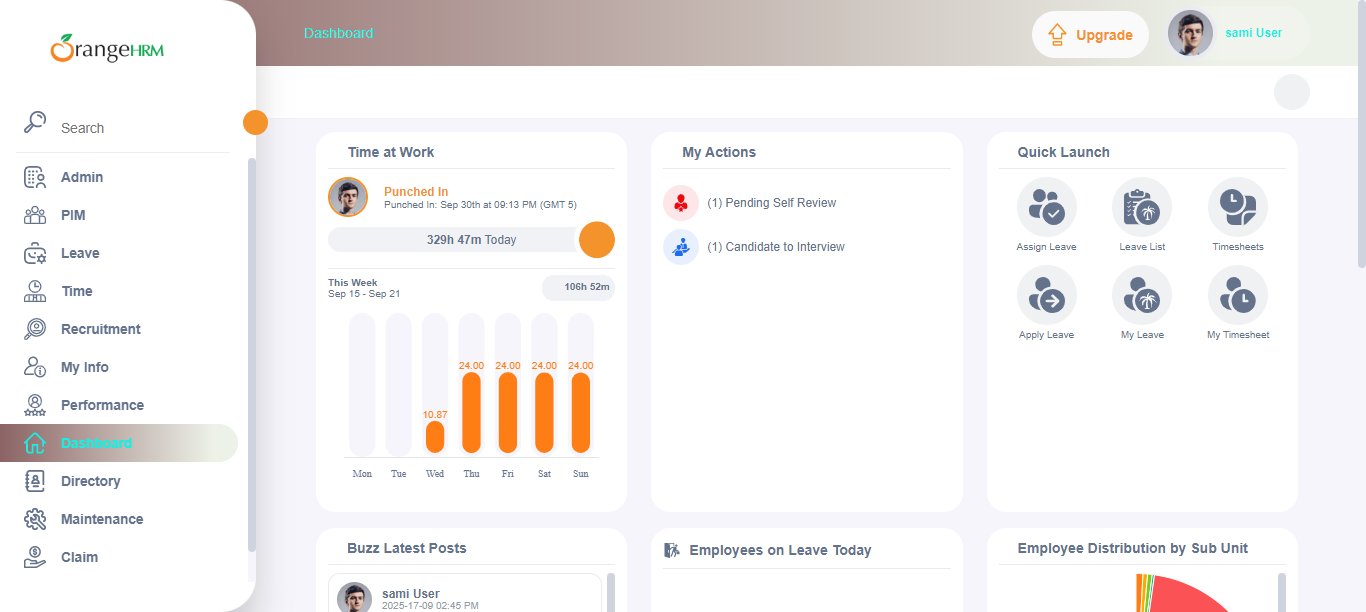 OrangeHRM
Search
Admin
PIM
Leave
Time
Recruitment
My Info
Performance
Dashboard
Directory
Maintenance
Claim
Dashboard
Upgrade
sami User
Time at Work
Punched In
Punched In: Sep 30th at 09:13 PM (GMT 5)
329h 47m Today
This Week
Sep 15 - Sep 21
106h 52m
24.00 24.00 24.00 24.00
10.87
Mon Tue Wed Thu Fri Sat Sun
My Actions
(1) Pending Self Review
(1) Candidate to Interview
Quick Launch
Assign Leave
Leave List
Timesheets
Apply Leave
My Leave
My Timesheet
Buzz Latest Posts
sami User
2025-17-09 02:45 PM
Employees on Leave Today
Employee Distribution by Sub Unit